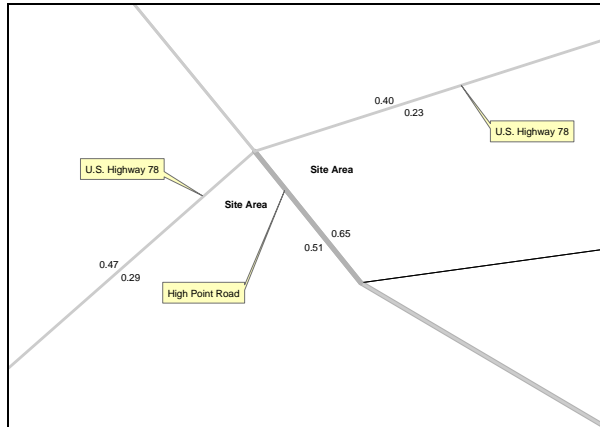 0.40
0.23
U.S. Highway 78
U.S. Highway 78
Site Area
Site Area
0.65
0.51
0.47
0.29
High Point Road